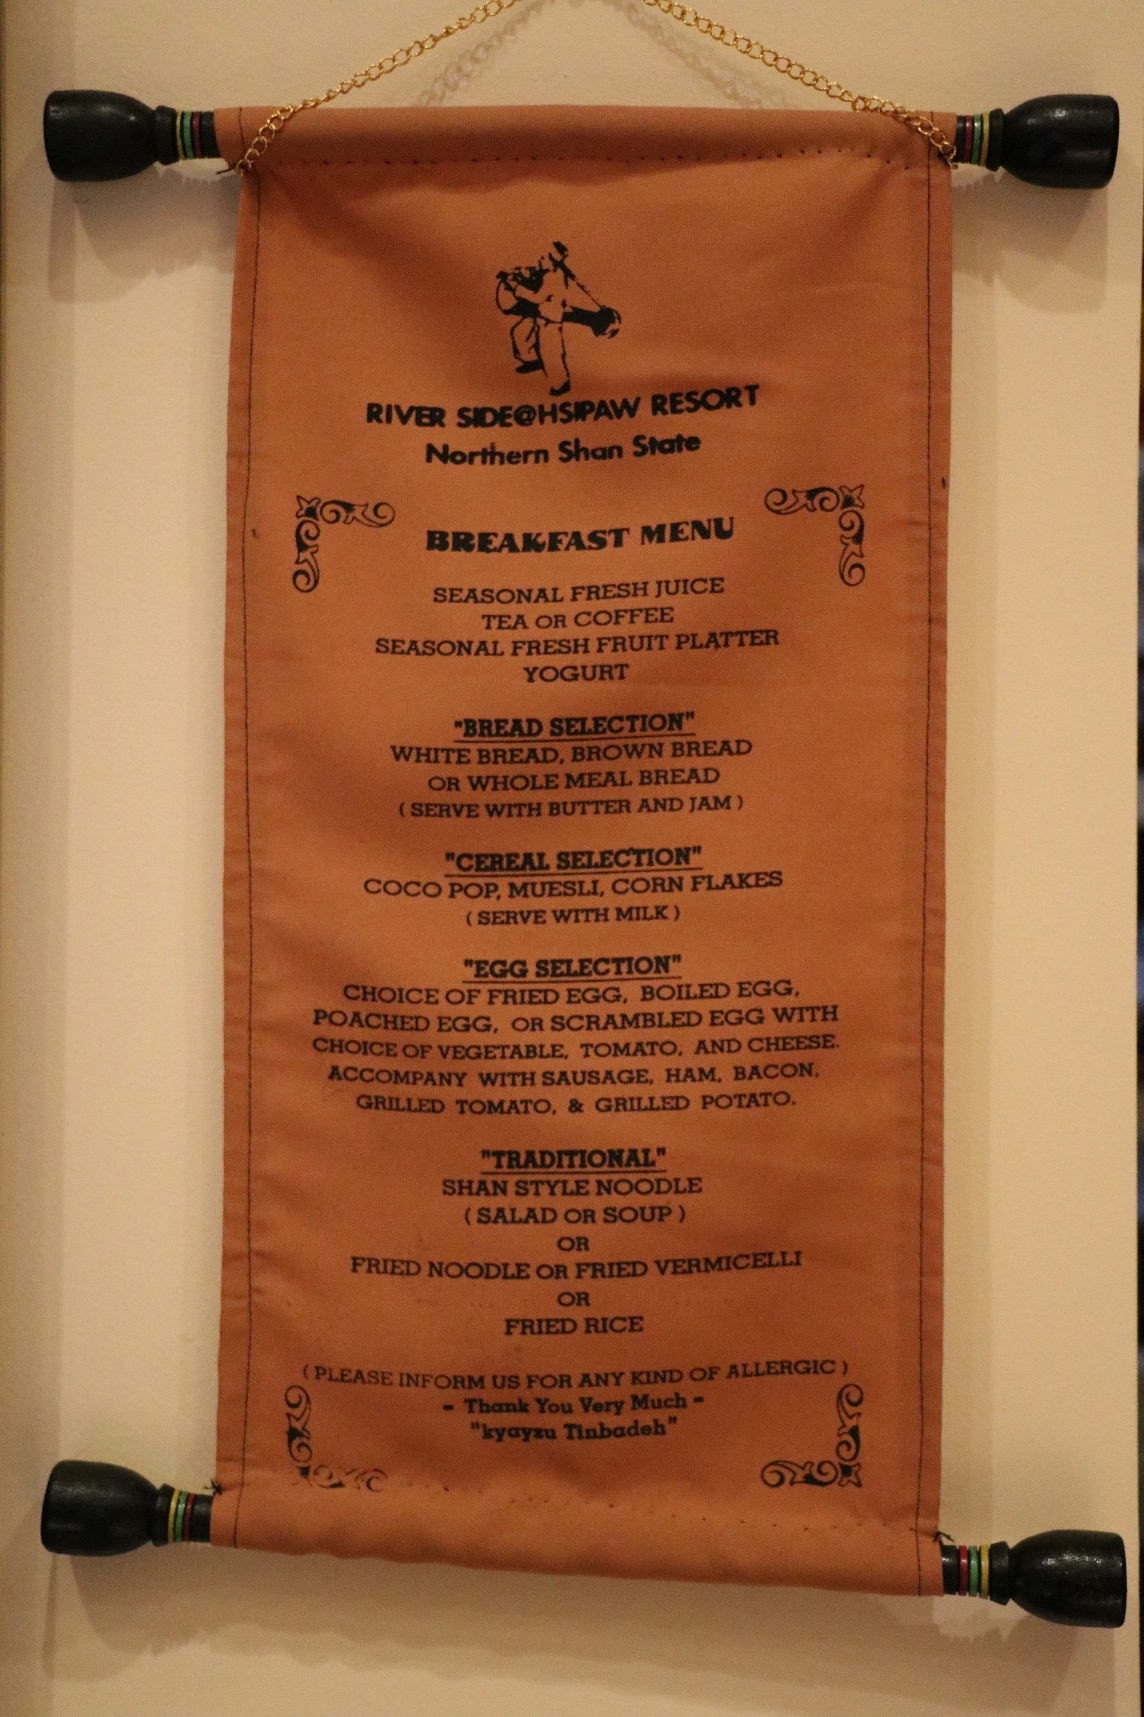 RIVER SIDE@HSIPAW RESORT
Northern Shan State
BREAKFAST MENU
SEASONAL FRESH JUICE
TEA OR COFFEE
SEASONAL FRESH FRUIT PLATTER
YOGURT
"BREAD SELECTION"
WHITE BREAD, BROWN BREAD
OR WHOLE MEAL BREAD
( SERVE WITH BUTTER AND JAM )
"CEREAL SELECTION"
COCO POP, MUESLI, CORN FLAKES
( SERVE WITH MILK )
"EGG SELECTION"
CHOICE OF FRIED EGG, BOILED EGG,
POACHED EGG, OR SCRAMBLED EGG WITH
CHOICE OF VEGETABLE, TOMATO, AND CHEESE.
ACCOMPANY WITH SAUSAGE, HAM, BACON,
GRILLED TOMATO, & GRILLED POTATO.
"TRADITIONAL"
SHAN STYLE NOODLE
( SALAD OR SOUP )
OR
FRIED NOODLE OR FRIED VERMICELLI
OR
FRIED RICE
( PLEASE INFORM US FOR ANY KIND OF ALLERGIC )
- Thank You Very Much -
"kyayzu Tinbadeh"